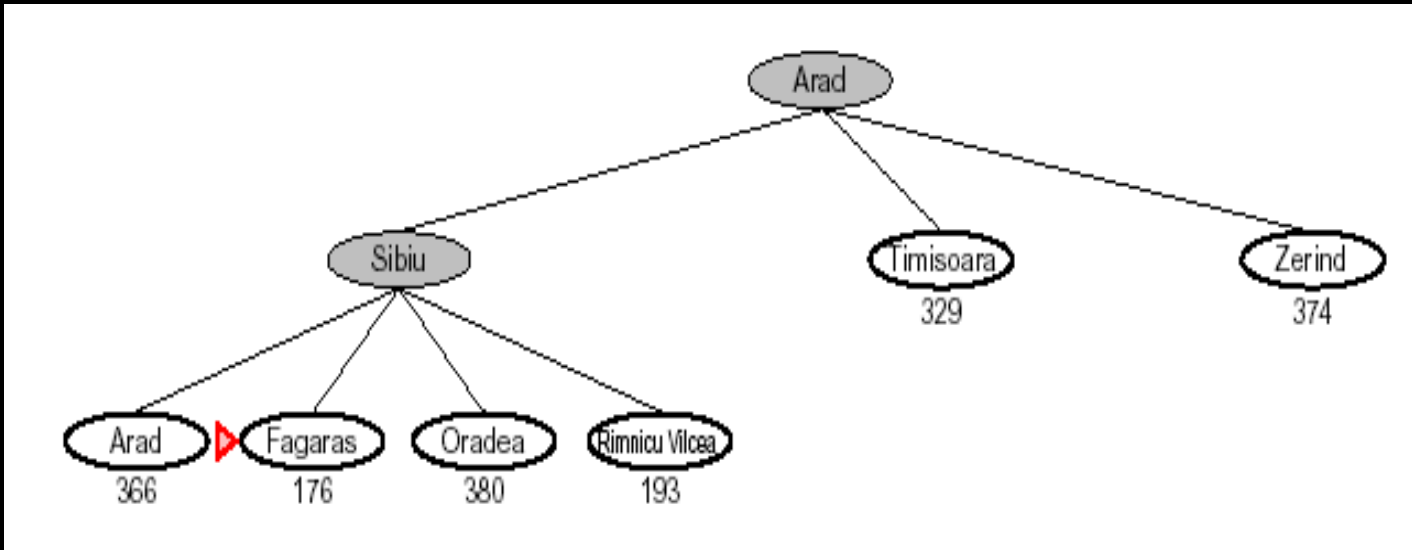 Arad
Sibiu
Timisoara
Zerind
329
374
Arad
Fagaras
Oradea
Rimnicu Vilcea
366
176
380
193